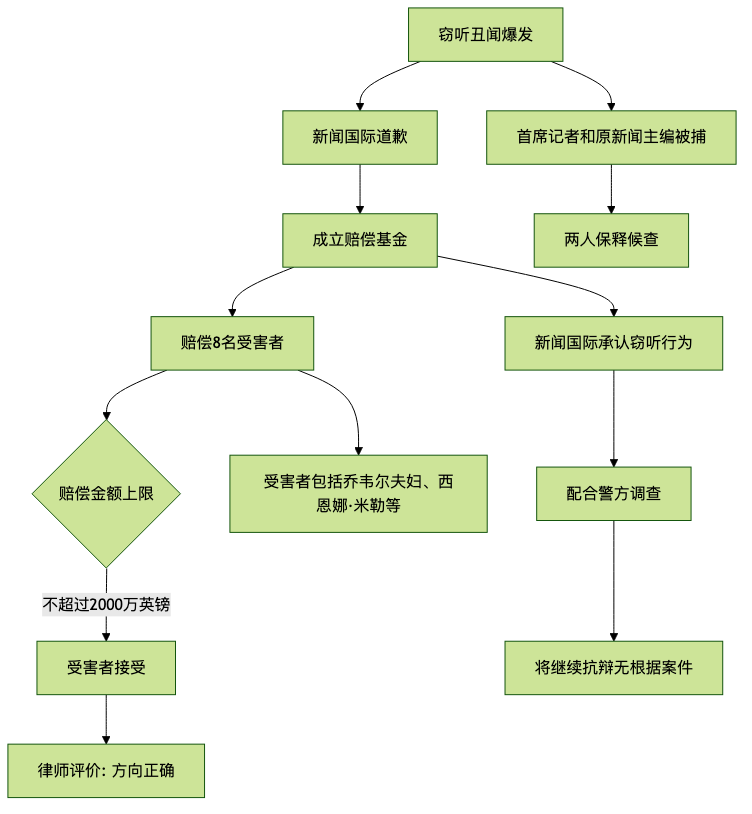 窃听丑闻爆发
新闻国际道歉
首席记者和原新闻主编被捕
成立赔偿基金
两人保释候查
赔偿8名受害者
新闻国际承认窃听行为
赔偿金额上限
受害者包括乔韦尔夫妇、西
恩娜·米勒等
配合警方调查
不超过2000万英镑
受害者接受
将继续抗辩无根据案件
律师评价: 方向正确